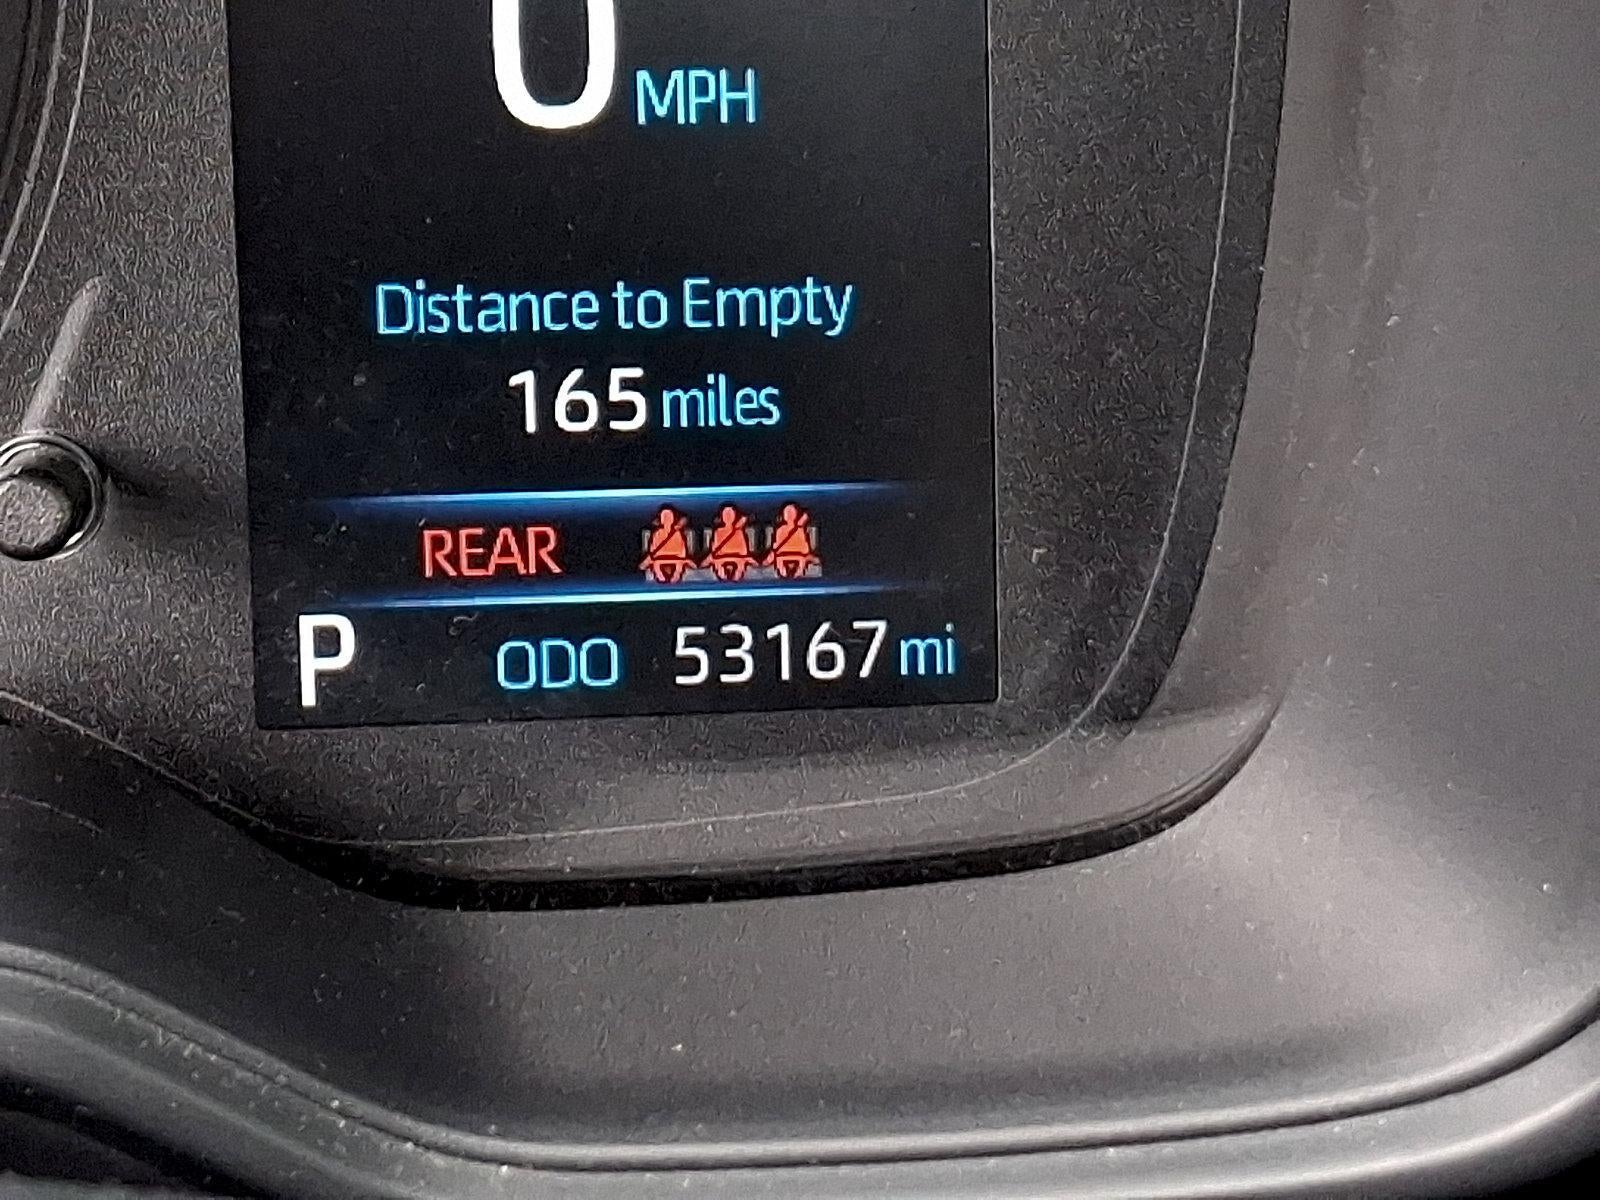 0 MPH
Distance to Empty
165 miles
REAR
P ODO 53167 mi